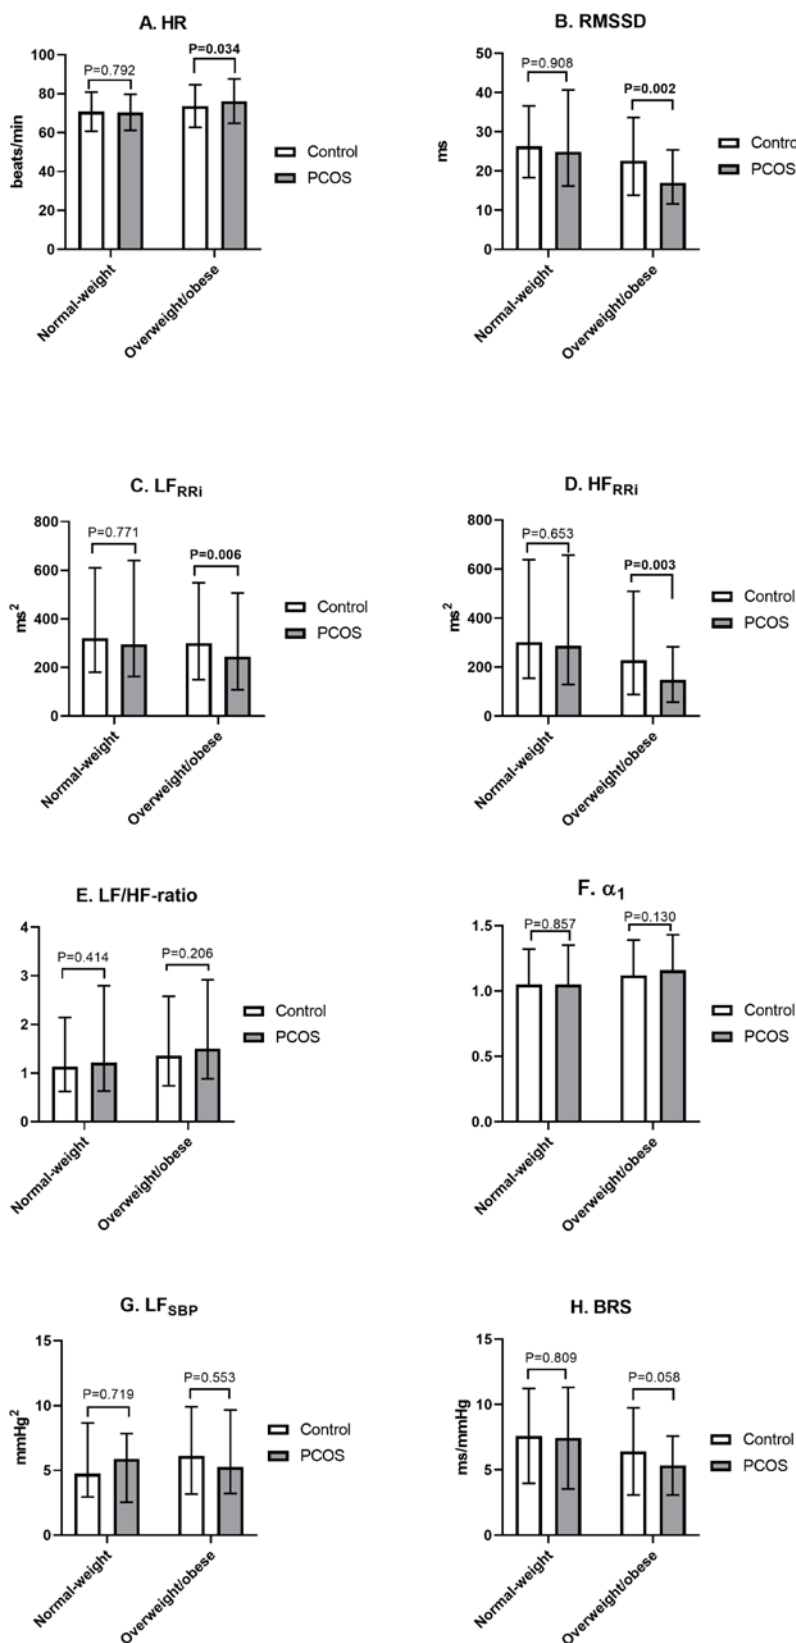 A. HR
P=0.034
P=0.792
100
80
60
40
20
0
beats/min
Normal-weight
Overweight/obese
Control
PCOS
B. RMSSD
P=0.908
P=0.002
50
40
30
20
10
0
ms
Normal-weight
Overweight/obese
Contro
PCOS
C. LFRRi
P=0.771
P=0.006
800
600
400
200
0
ms2
Normal-weight
Overweight/obese
Control
PCOS
D. HFRRi
P=0.653
P=0.003
800
600
400
200
0
ms2
Normal-weight
Overweight/obese
Control
PCOS
E. LF/HF-ratio
P=0.414
P=0.206
4
3
2
1
0
Normal-weight
Overweight/obese
Control
PCOS
F. α1
P=0.857
P=0.130
1.5
1.0
0.5
0.0
Normal-weight
Overweight/obese
Control
PCOS
G. LFSBP
P=0.719
P=0.553
15
10
5
0
mmHg2
Normal-weight
Overweight/obese
Control
PCOS
H. BRS
P=0.809
P=0.058
15
10
5
0
ms/mmHg
Normal-weight
Overweight/obese
Control
PCOS